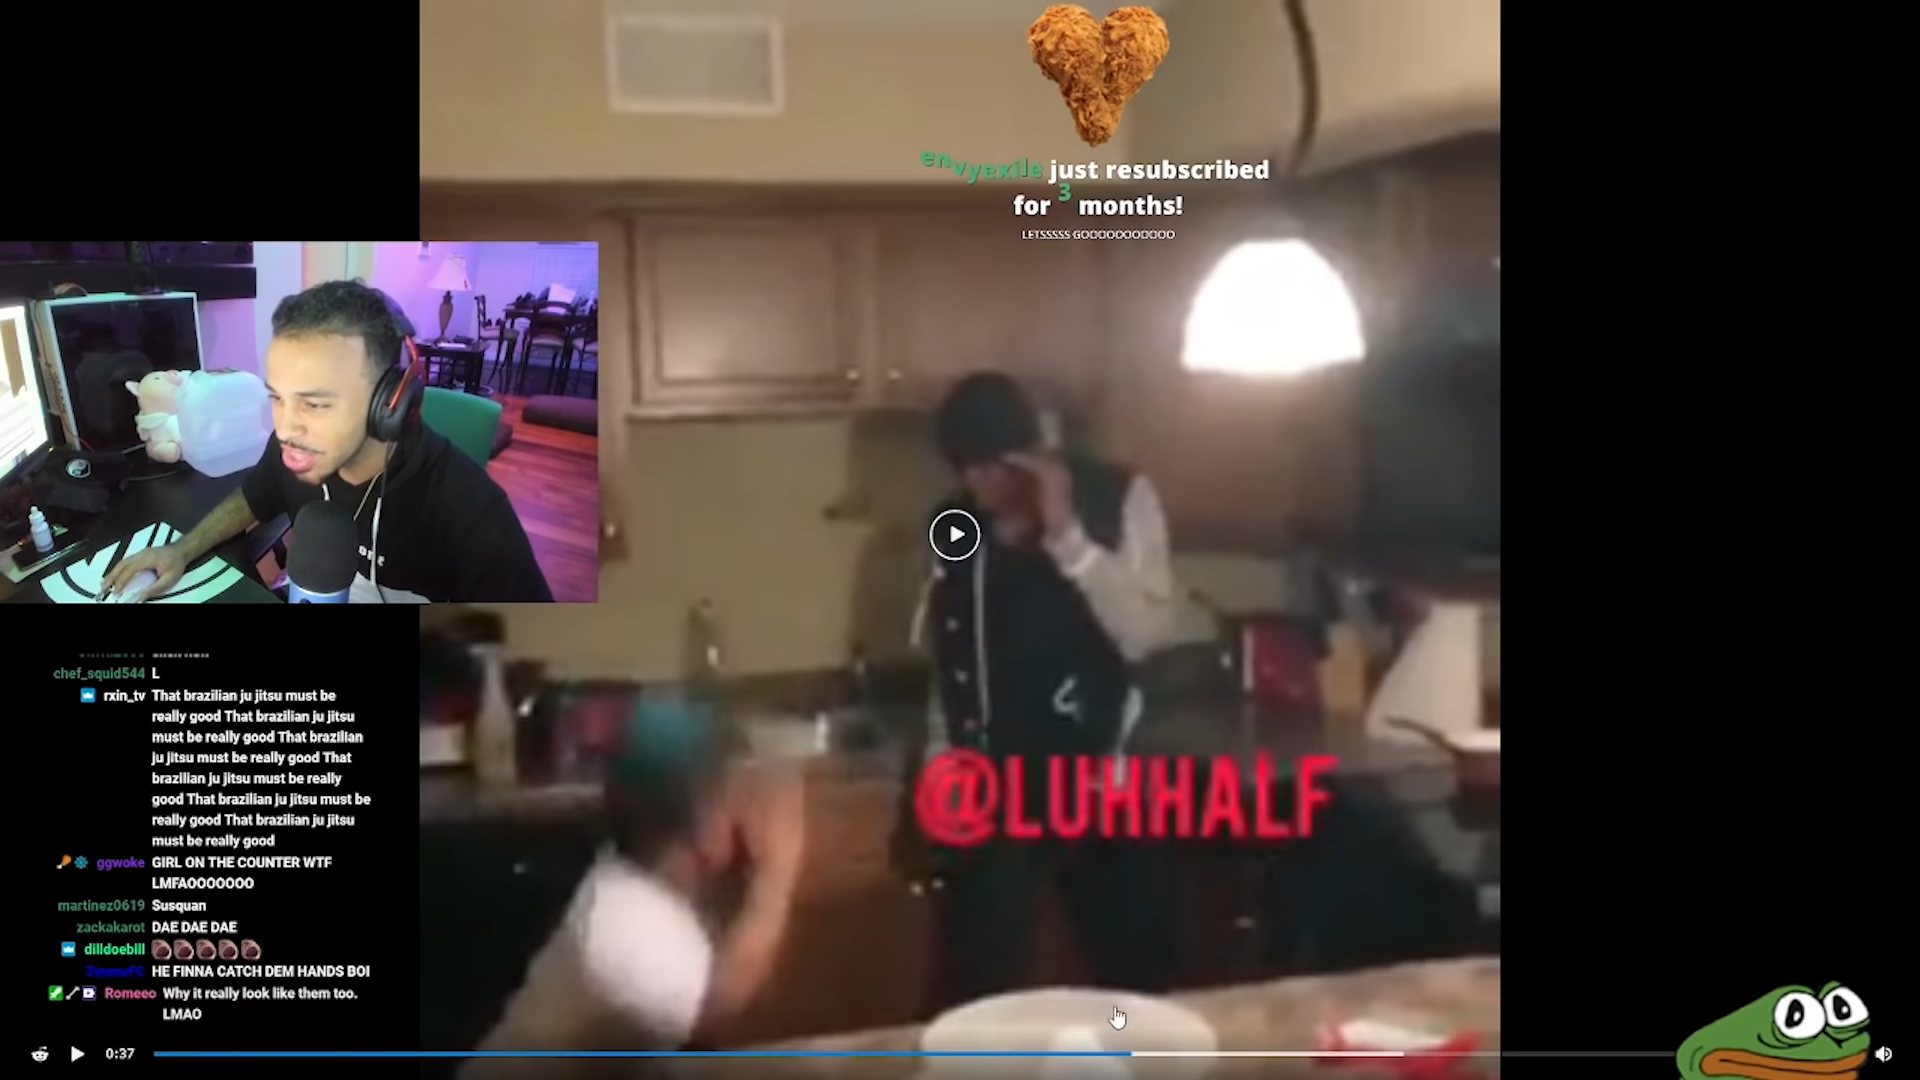 envyexile just resubscribed
for 3 months!
LETSSSSS GOOOOOOOOOOO
chef_squid544 L
rxin_tv That brazilian ju jitsu must be
really good That brazilian ju jitsu
must be really good That brazilian
ju jitsu must be really good That
brazilian ju jitsu must be really
good That brazilian ju jitsu must be
really good That brazilian ju jitsu
must be really good
ggwoke GIRL ON THE COUNTER WTF
LMFAOOOOOOO
martinez0619 Susquan
zackakarot DAE DAE DAE
dilldoebill
HE FINNA CATCH DEM HANDS BOI
Romeeo Why it really look like them too.
LMAO
@LUHHALF
0:37